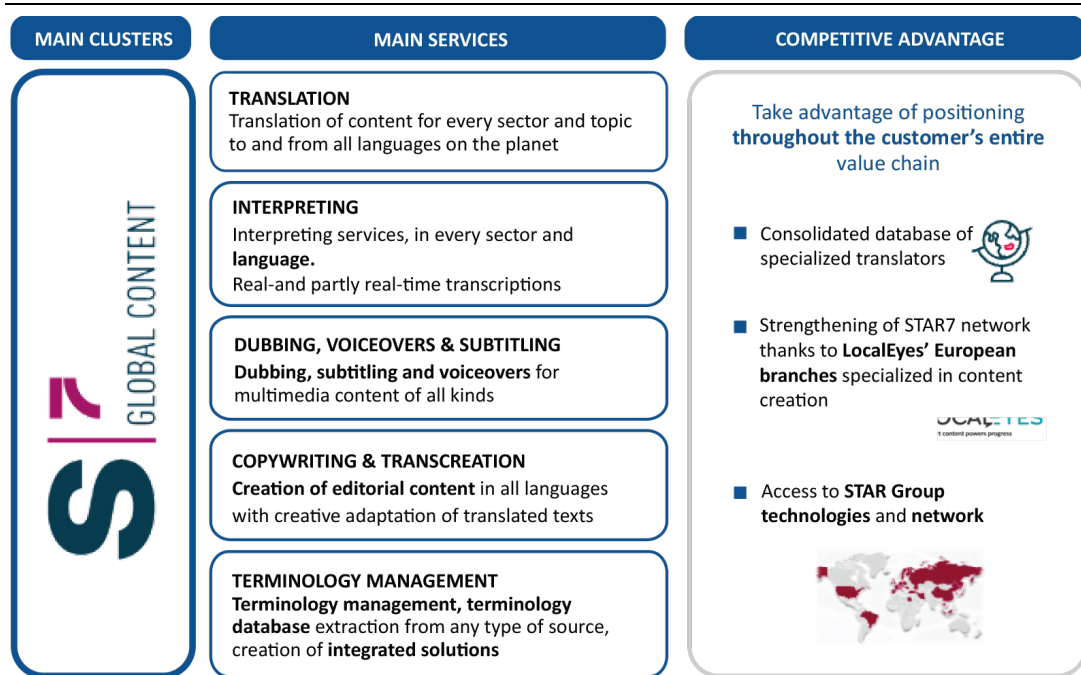 MAIN CLUSTERS
MAIN SERVICES
COMPETITIVE ADVANTAGE
S7
GLOBAL CONTENT
TRANSLATION
Translation of content for every sector and topic
to and from all languages on the planet
INTERPRETING
Interpreting services, in every sector and
language.
Real-and partly real-time transcriptions
DUBBING, VOICEOVERS & SUBTITLING
Dubbing, subtitling and voiceovers for
multimedia content of all kinds
COPYWRITING & TRANSCREATION
Creation of editorial content in all languages
with creative adaptation of translated texts
TERMINOLOGY MANAGEMENT
Terminology management, terminology
database extraction from any type of source,
creation of integrated solutions
Take advantage of positioning
throughout the customer’s entire
value chain
Consolidated database of
specialized translators
Strengthening of STAR7 network
thanks to LocalEyes’ European
branches specialized in content
creation
OCALEYES
t content powers progress
Access to STAR Group
technologies and network